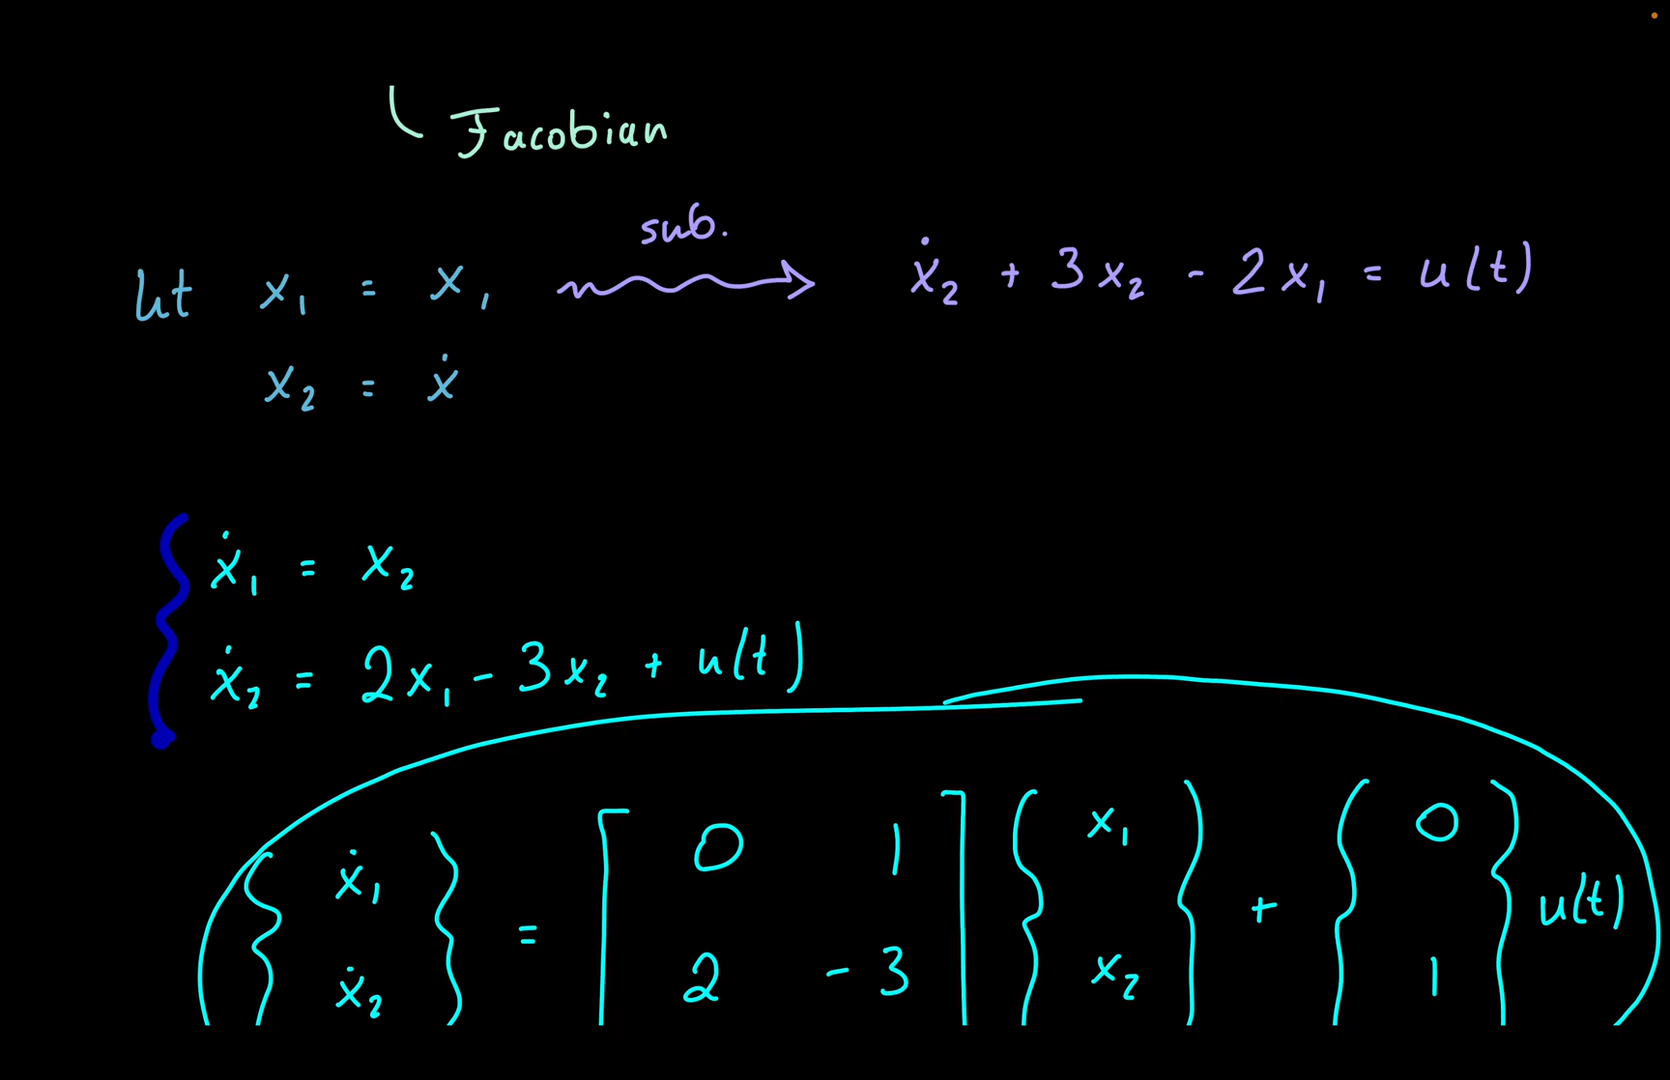 Jacobian
sub.
let x₁ = x₁
ẋ₂ + 3x₂ - 2x₁ = u(t)
x₂ = ẋ
ẋ₁ = x₂
ẋ₂ = 2x₁ - 3x₂ + u(t)
{ẋ₁} = [0 1] {x₁} + {0} u(t)
{ẋ₂} [2 -3] {x₂} {1}